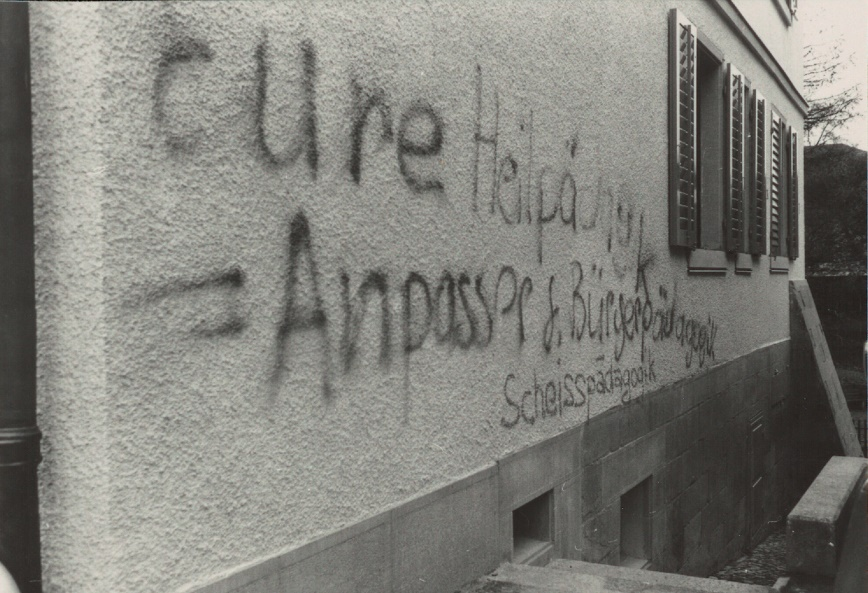 eure Heilpädagogik
= Anpasser & Bürgerpädagogik
Scheisspädagogik